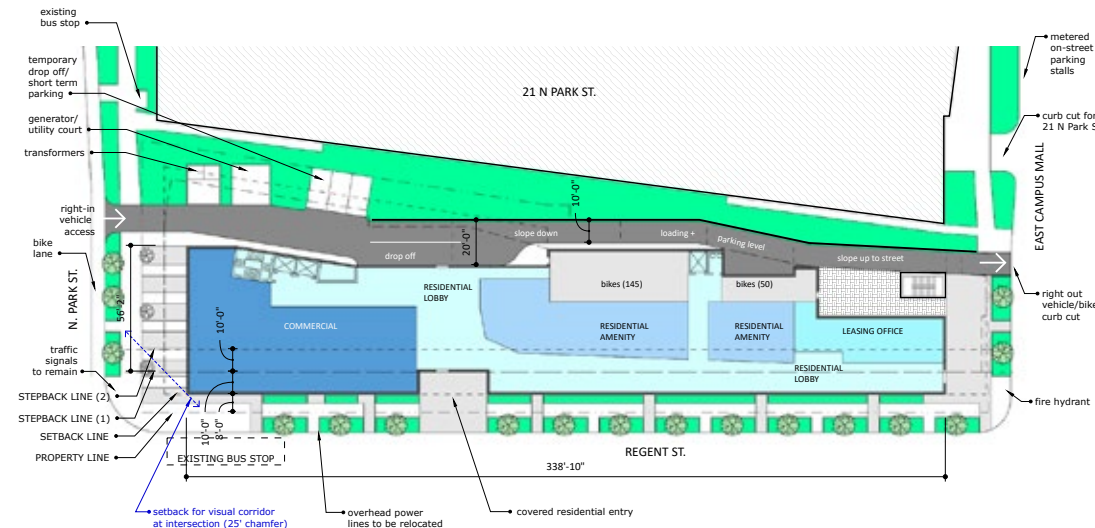 existing
bus stop
temporary
drop off/
short term
parking
generator/
utility court
transformers
right-in
vehicle
access
bike
lane
N. PARK ST.
traffic
signals
to remain
STEPBACK LINE (2)
STEPBACK LINE (1)
SETBACK LINE
PROPERTY LINE
21 N PARK ST.
metered
on-street
parking
stalls
curb cut for
21 N Park S
EAST CAMPUS MALL
right out
vehicle/bike
curb cut
fire hydrant
10'-0"
20'-0"
slope down
loading +
parking level
slope up to street
drop off
56'-2"
RESIDENTIAL
LOBBY
bikes (145)
bikes (50)
COMMERCIAL
10'-0"
RESIDENTIAL
AMENITY
RESIDENTIAL
AMENITY
LEASING OFFICE
RESIDENTIAL
LOBBY
10'-0"
8'-0"
EXISTING BUS STOP
REGENT ST.
338'-10"
setback for visual corridor
at intersection (25' chamfer)
overhead power
lines to be relocated
covered residential entry